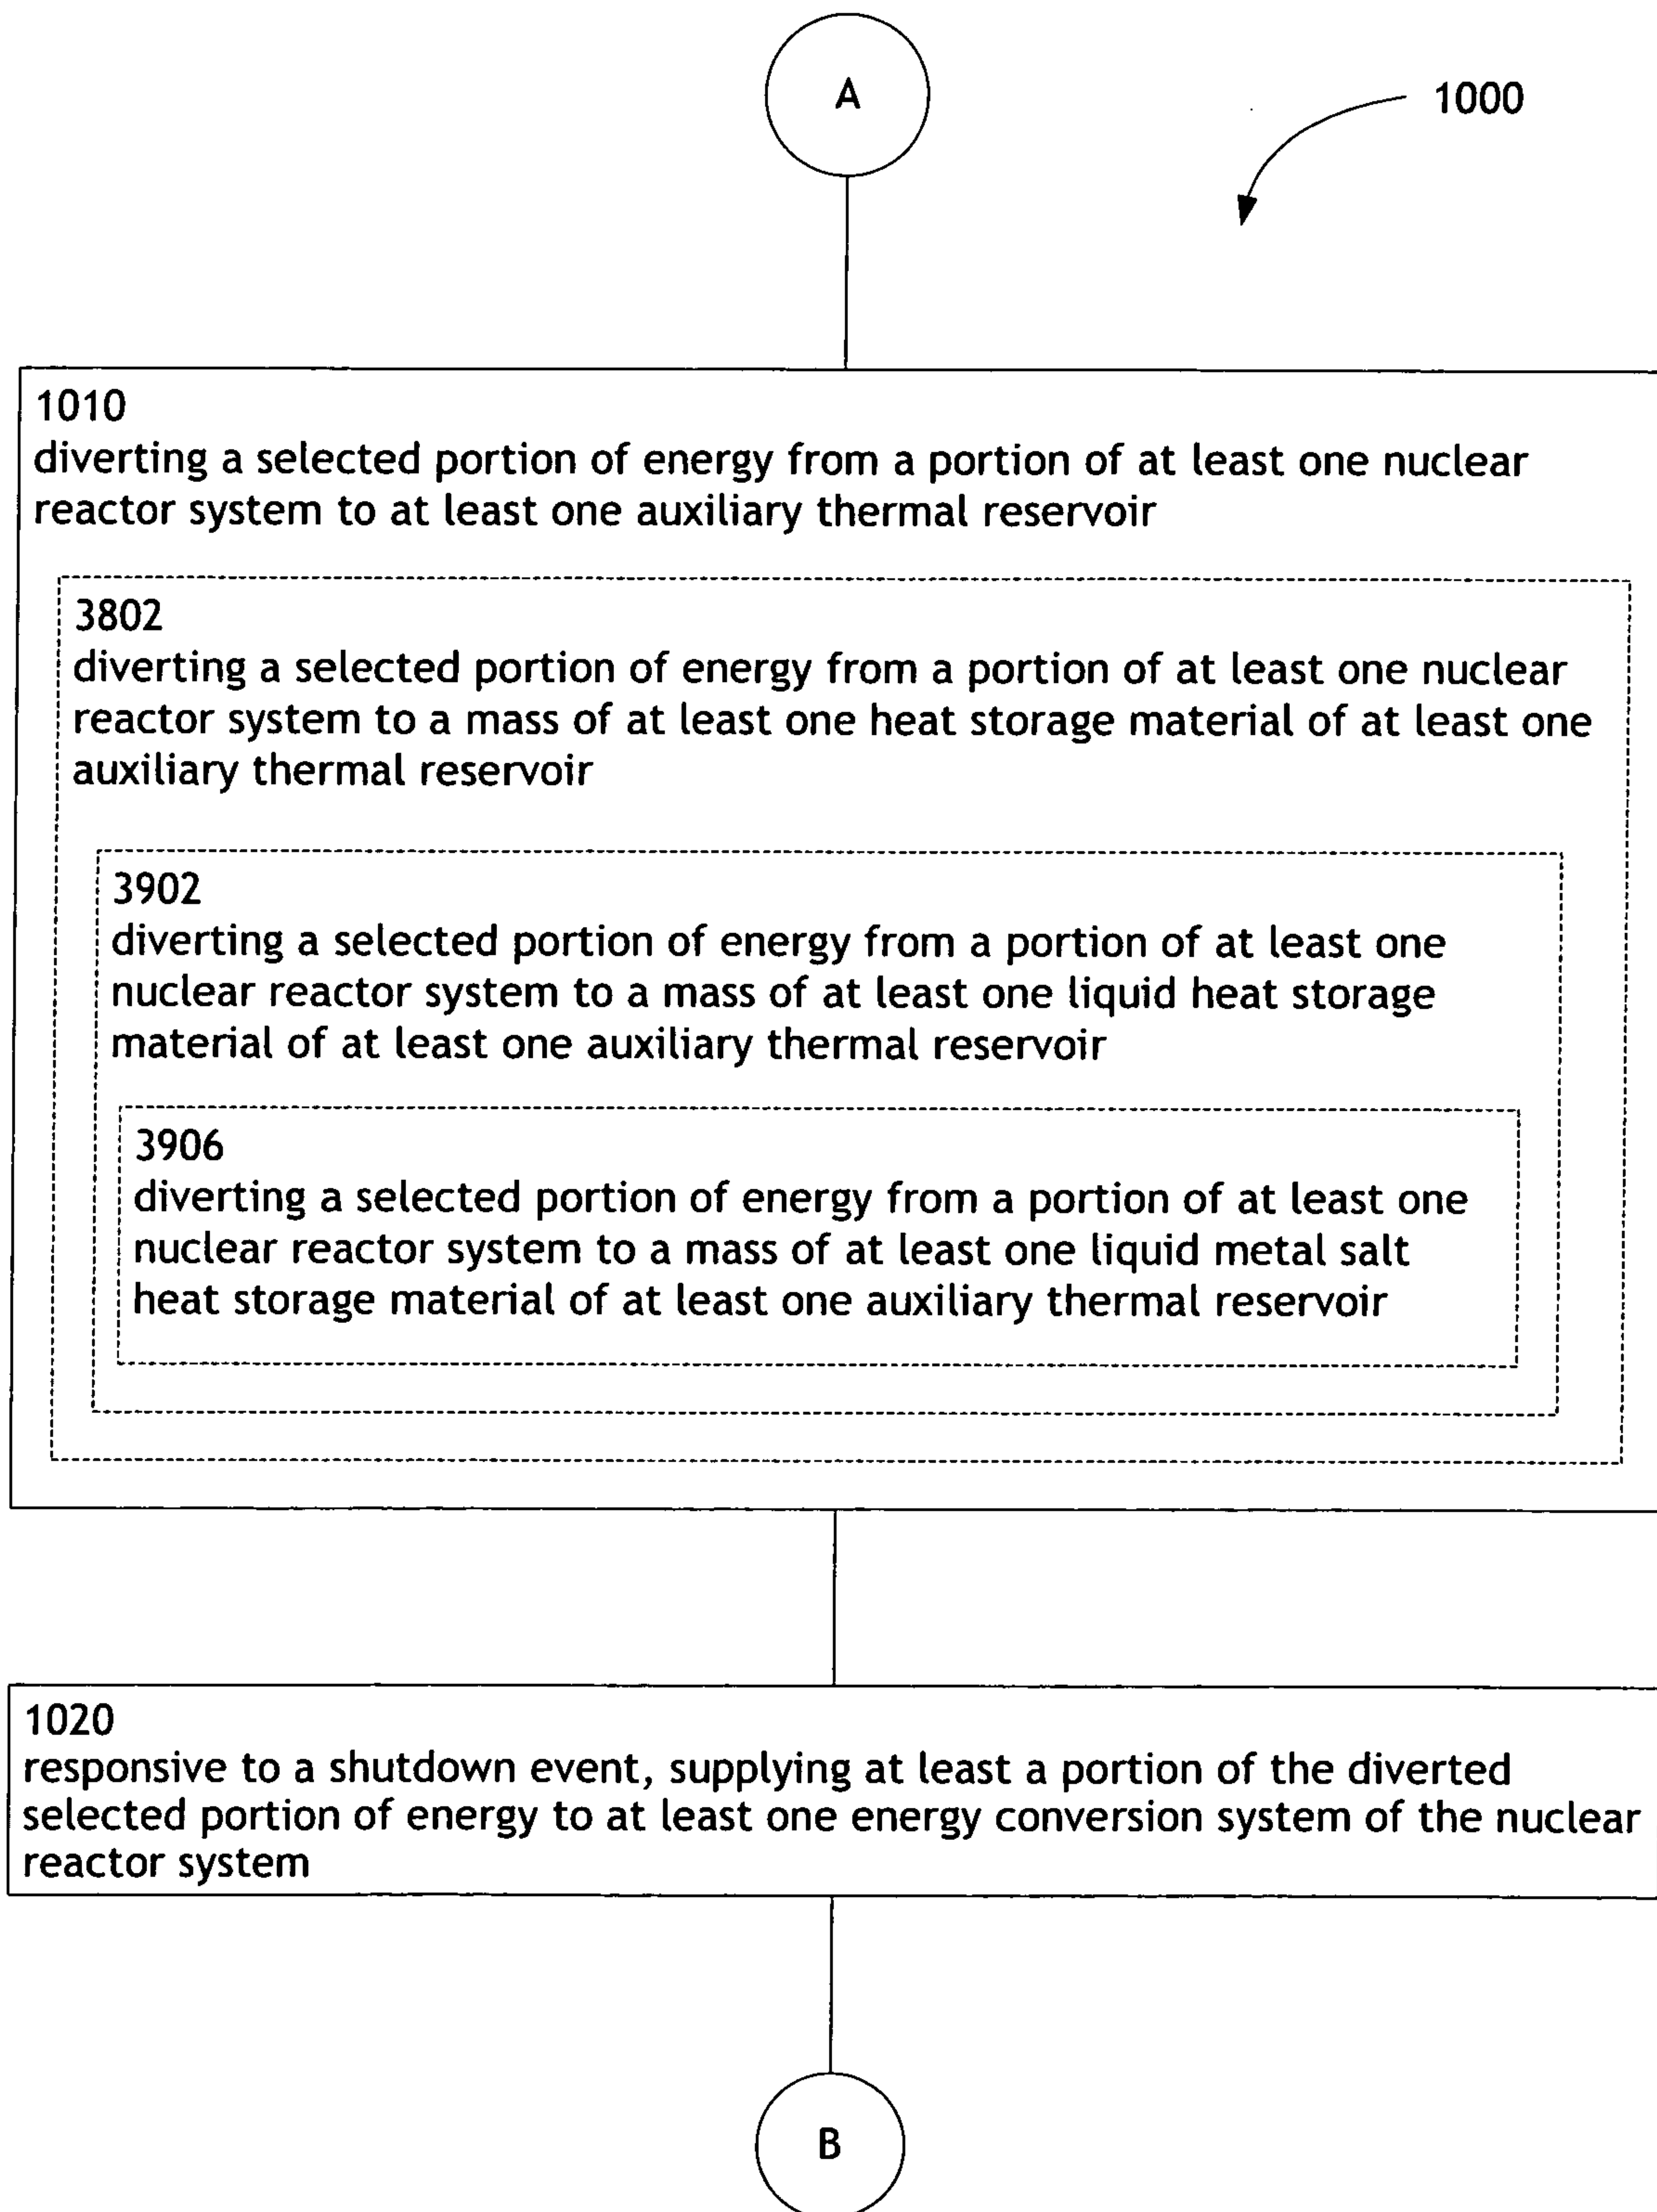 A
1000
1010
diverting a selected portion of energy from a portion of at least one nuclear
reactor system to at least one auxiliary thermal reservoir
3802
diverting a selected portion of energy from a portion of at least one nuclear
reactor system to a mass of at least one heat storage material of at least one
auxiliary thermal reservoir
3902
diverting a selected portion of energy from a portion of at least one
nuclear reactor system to a mass of at least one liquid heat storage
material of at least one auxiliary thermal reservoir
3906
diverting a selected portion of energy from a portion of at least one
nuclear reactor system to a mass of at least one liquid metal salt
heat storage material of at least one auxiliary thermal reservoir
1020
responsive to a shutdown event, supplying at least a portion of the diverted
selected portion of energy to at least one energy conversion system of the nuclear
reactor system
B